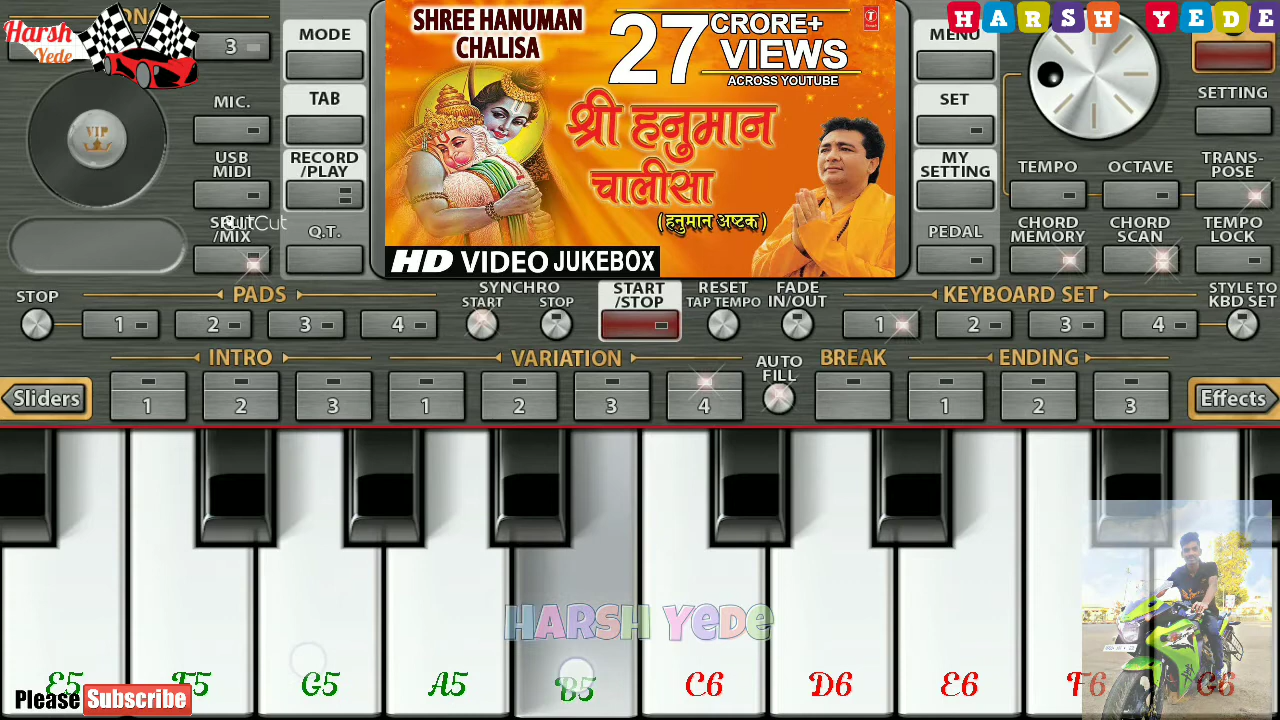 Harsh
Yede
3
MODE
MIC.
TAB
VIP
USB
MIDI
RECORD
/PLAY
SPLIT
/MIX
Q.T.
SHREE HANUMAN
CHALISA
27 CRORE+
VIEWS
ACROSS YOUTUBE
श्री हनुमान
चालीसा
(हनुमान अष्टक)
HD VIDEO JUKEBOX
HARSH YEDE
MENU
SET
MY
SETTING
PEDAL
SETTING
TEMPO
OCTAVE
TRANS-
POSE
CHORD
MEMORY
CHORD
SCAN
TEMPO
LOCK
STOP
PADS
1 2 3 4
SYNCHRO
START STOP
START
/STOP
RESET
TAP TEMPO
FADE
IN/OUT
KEYBOARD SET
1 2 3 4
STYLE TO
KBD SET
Sliders
INTRO
1 2 3
VARIATION
1 2 3 4
AUTO
FILL
BREAK
ENDING
1 2 3
Effects
HARSH YEDE
E5 F5 G5 A5 B5 C6 D6 E6 F6 G6
Please Subscribe